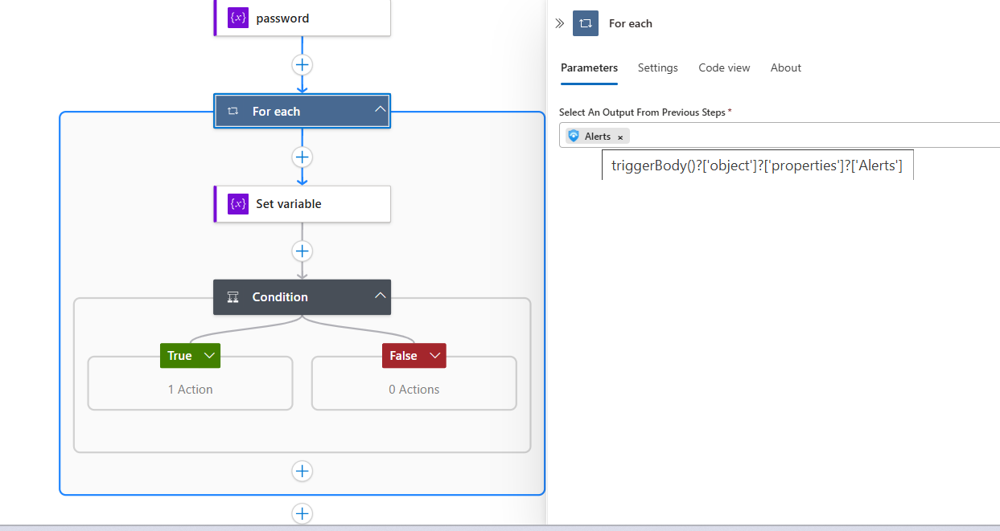 {x} password
For each
{x} Set variable
Condition
True
False
1 Action
0 Actions
For each
Parameters Settings Code view About
Select An Output From Previous Steps *
Alerts ×
triggerBody()?['object']?['properties']?['Alerts']